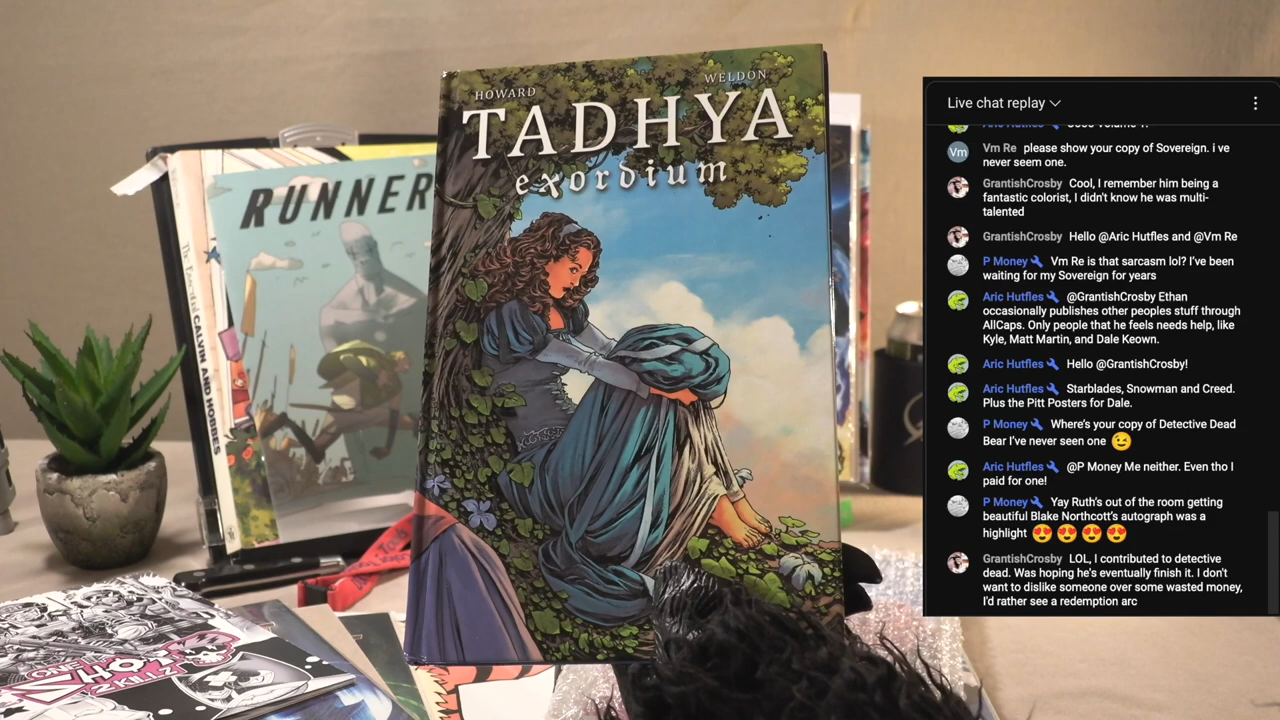 HOWARD
WELDON
TADHYA
exordium
RUNNER
The Essential CALVIN AND HOBBES
ONE
SHOT
2KILLZ
Live chat replay
Vm Re please show your copy of Sovereign. i ve
never seem one.
GrantishCrosby Cool, I remember him being a
fantastic colorist, I didn't know he was multi-
talented
GrantishCrosby Hello @Aric Hutfles and @Vm Re
P Money Vm Re is that sarcasm lol? I've been
waiting for my Sovereign for years
Aric Hutfles @GrantishCrosby Ethan
occasionally publishes other peoples stuff through
AllCaps. Only people that he feels needs help, like
Kyle, Matt Martin, and Dale Keown.
Aric Hutfles Hello @GrantishCrosby!
Aric Hutfles Starblades, Snowman and Creed.
Plus the Pitt Posters for Dale.
P Money Where's your copy of Detective Dead
Bear I've never seen one 😉
Aric Hutfles @P Money Me neither. Even tho I
paid for one!
P Money Yay Ruth's out of the room getting
beautiful Blake Northcott's autograph was a
highlight 😍😍😍😍
GrantishCrosby LOL, I contributed to detective
dead. Was hoping he's eventually finish it. I don't
want to dislike someone over some wasted money,
I'd rather see a redemption arc